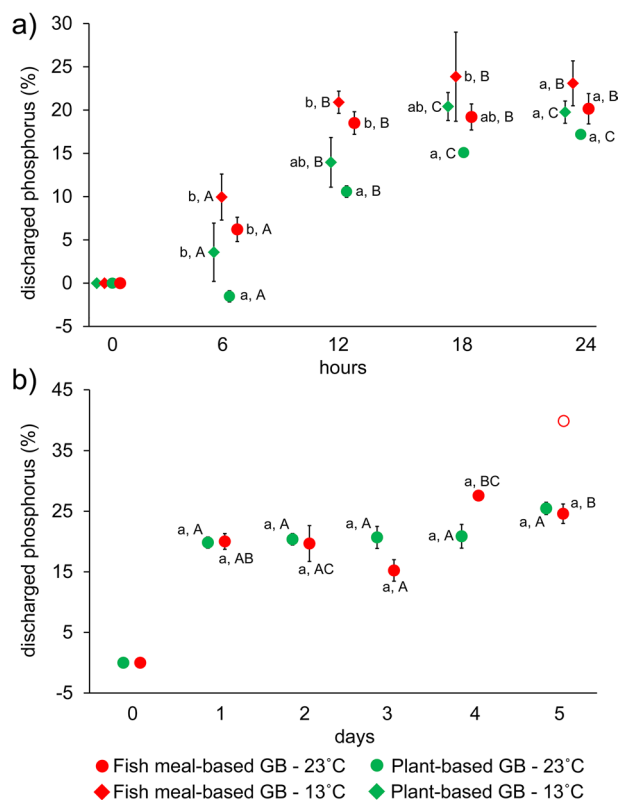 a)
discharged phosphorus (%)
30
25
20
15
10
5
0
-5
b, A
b, A
b, A
a, A
b, B
b, B
ab, B
a, B
b, B
ab, C
ab, B
a, C
a, B
a, B
a, C
a, C
0 6 12 18 24
hours
b)
discharged phosphorus (%)
45
35
25
15
5
-5
a, A
a, AB
a, A
a, AC
a, A
a, A
a, BC
a, A
a, B
a, A
0 1 2 3 4 5
days
Fish meal-based GB - 23˚C Plant-based GB - 23˚C
Fish meal-based GB - 13˚C Plant-based GB - 13˚C